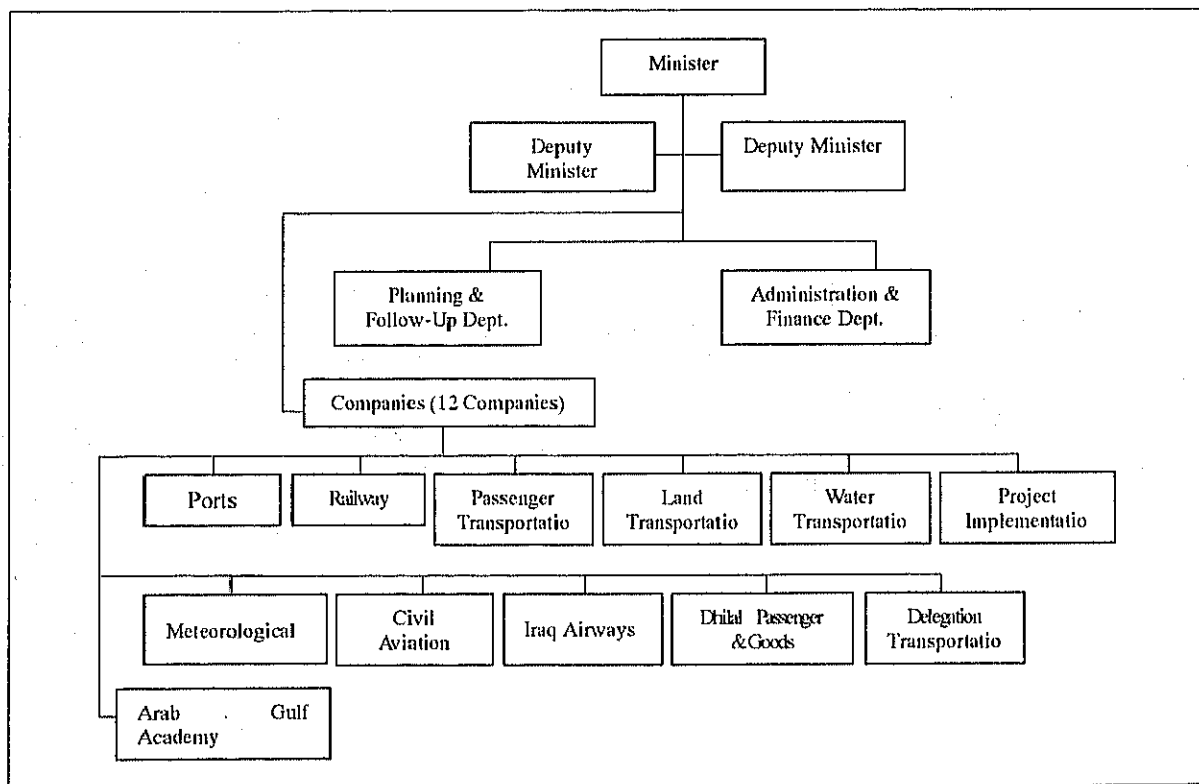 Minister
Deputy
Minister
Deputy Minister
Planning &
Follow-Up Dept.
Administration &
Finance Dept.
Companies (12 Companies)
Ports
Railway
Passenger
Transportatio
Land
Transportatio
Water
Transportatio
Project
Implementatio
Meteorological
Civil
Aviation
Iraq Airways
Dhilal Passenger
& Goods
Delegation
Transportatio
Arab Gulf
Academy